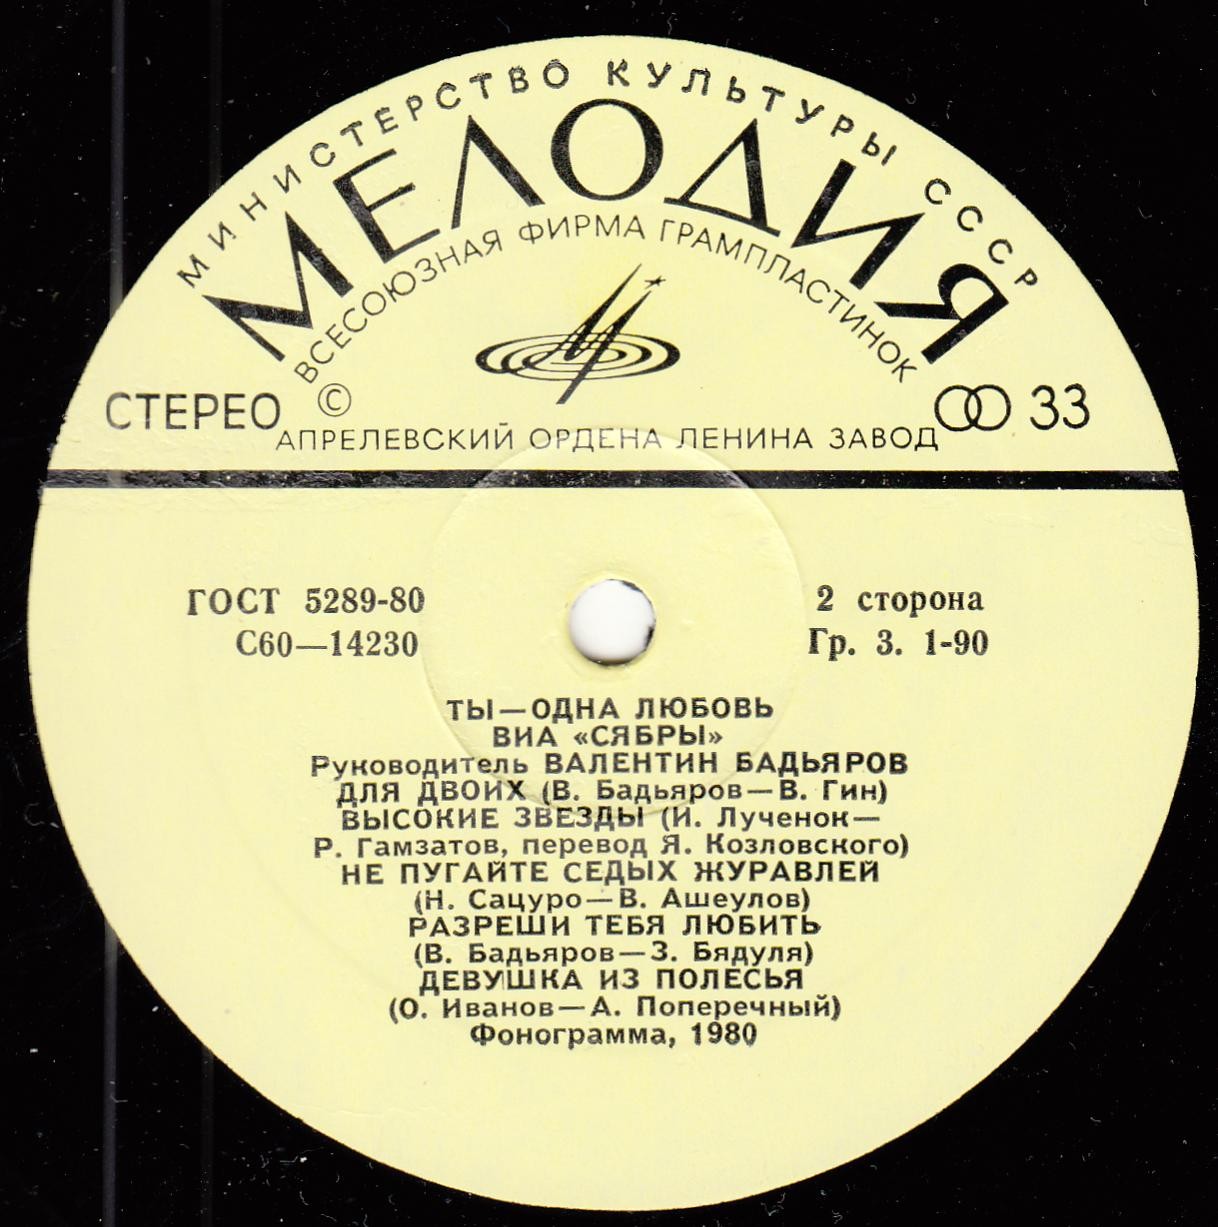 МИНИСТЕРСТВО КУЛЬТУРЫ СССР
МЕЛОДИЯ
ВСЕСОЮЗНАЯ ФИРМА ГРАМПЛАСТИНОК
СТЕРЕО © 33
АПРЕЛЕВСКИЙ ОРДЕНА ЛЕНИНА ЗАВОД
ГОСТ 5289-80
С60—14230
2 сторона
Гр. 3. 1-90
ТЫ—ОДНА ЛЮБОВЬ
ВИА «СЯБРЫ»
Руководитель ВАЛЕНТИН БАДЬЯРОВ
ДЛЯ ДВОИХ (В. Бадьяров—В. Гин)
ВЫСОКИЕ ЗВЕЗДЫ (И. Лученок—
Р. Гамзатов, перевод Я. Козловского)
НЕ ПУГАЙТЕ СЕДЫХ ЖУРАВЛЕЙ
(Н. Сацуро—В. Ашеулов)
РАЗРЕШИ ТЕБЯ ЛЮБИТЬ
(В. Бадьяров—З. Бядуля)
ДЕВУШКА ИЗ ПОЛЕСЬЯ
(О. Иванов—А. Поперечный)
Фонограмма, 1980